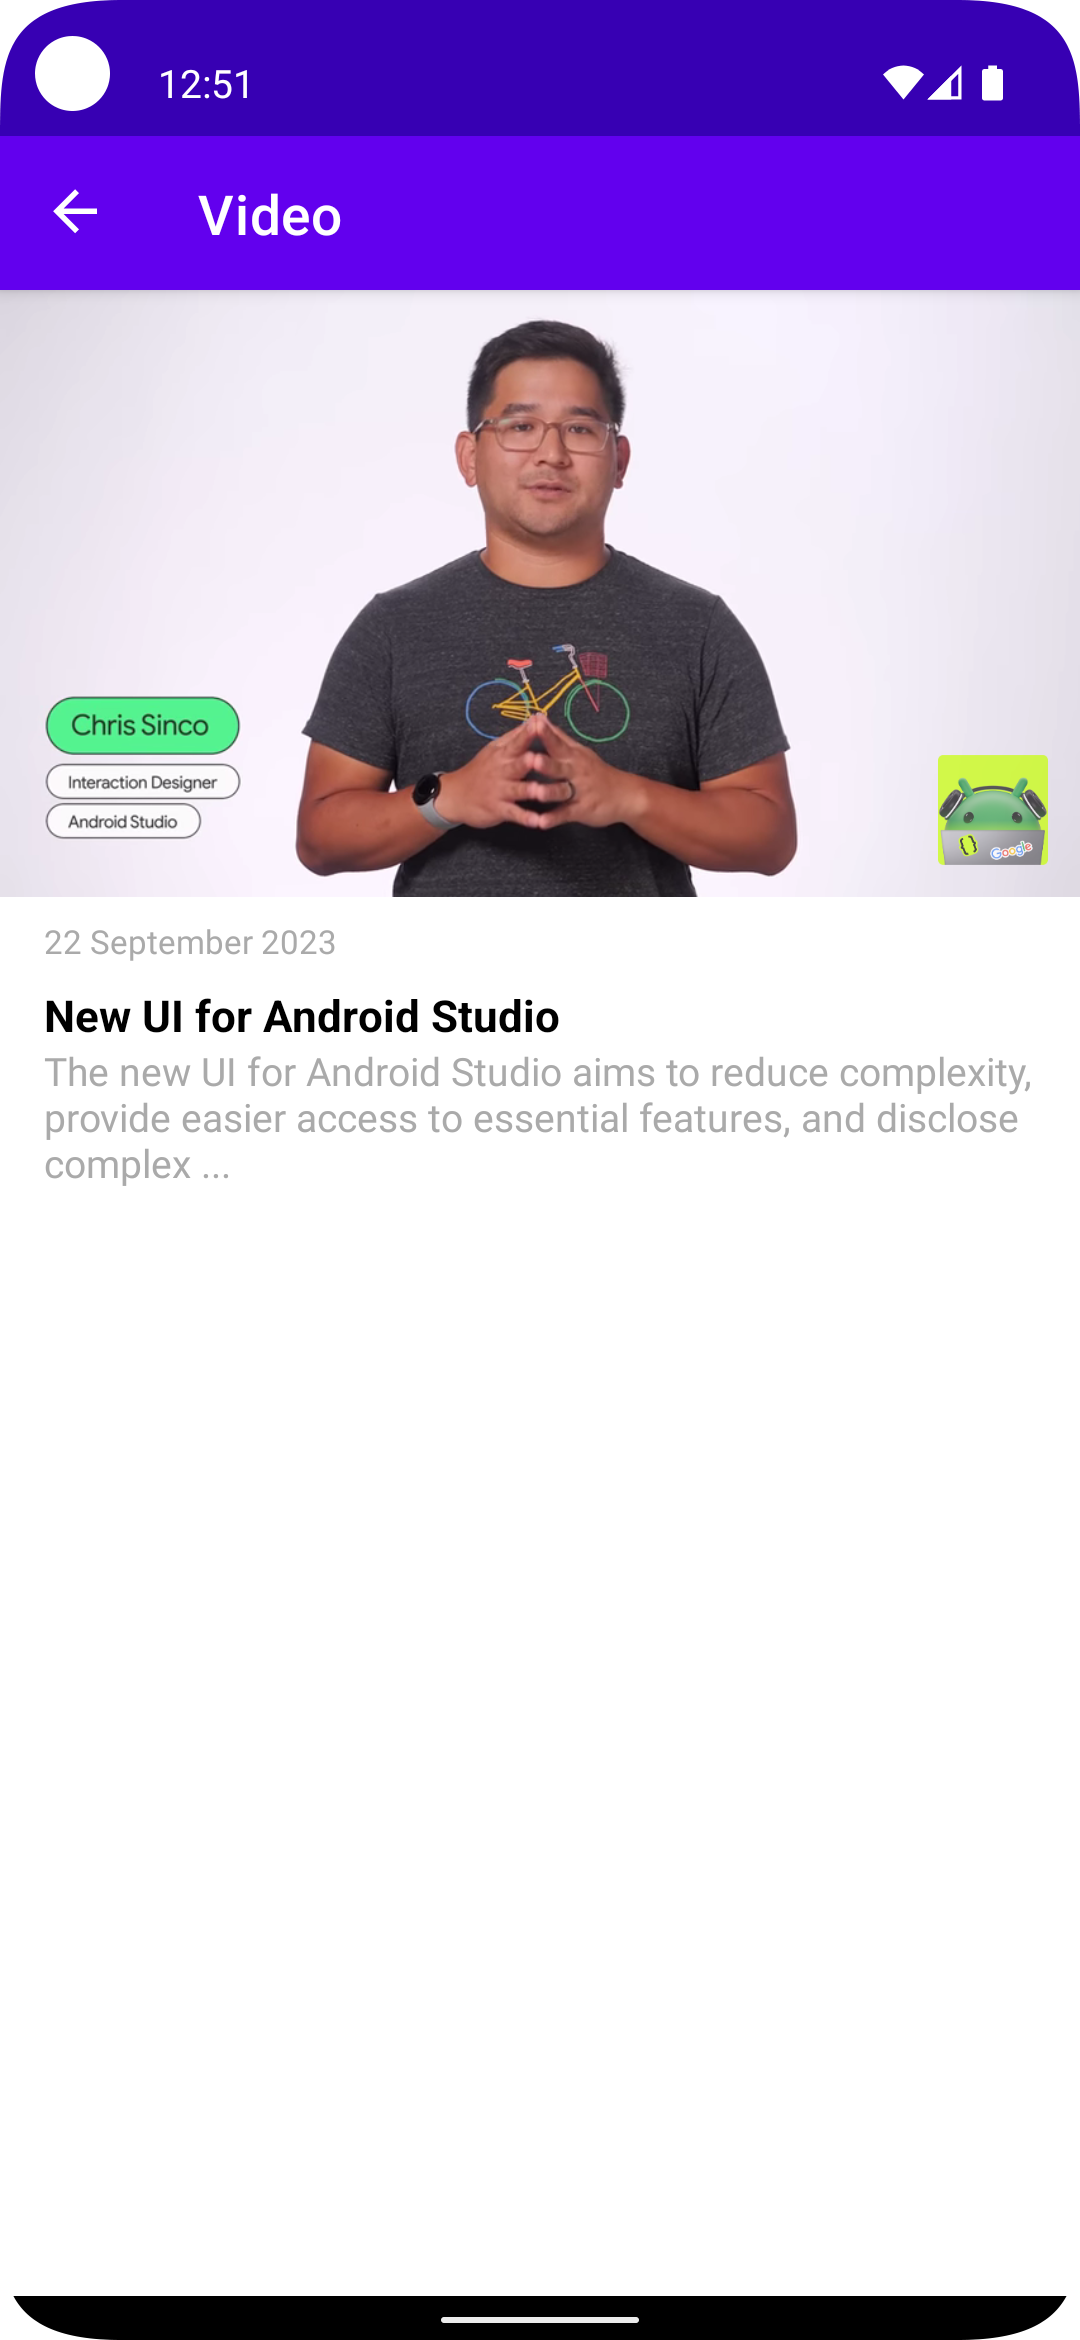 12:51
Video
Chris Sinco
Interaction Designer
Android Studio
{}
Google
22 September 2023
New UI for Android Studio
The new UI for Android Studio aims to reduce complexity,
provide easier access to essential features, and disclose
complex ...